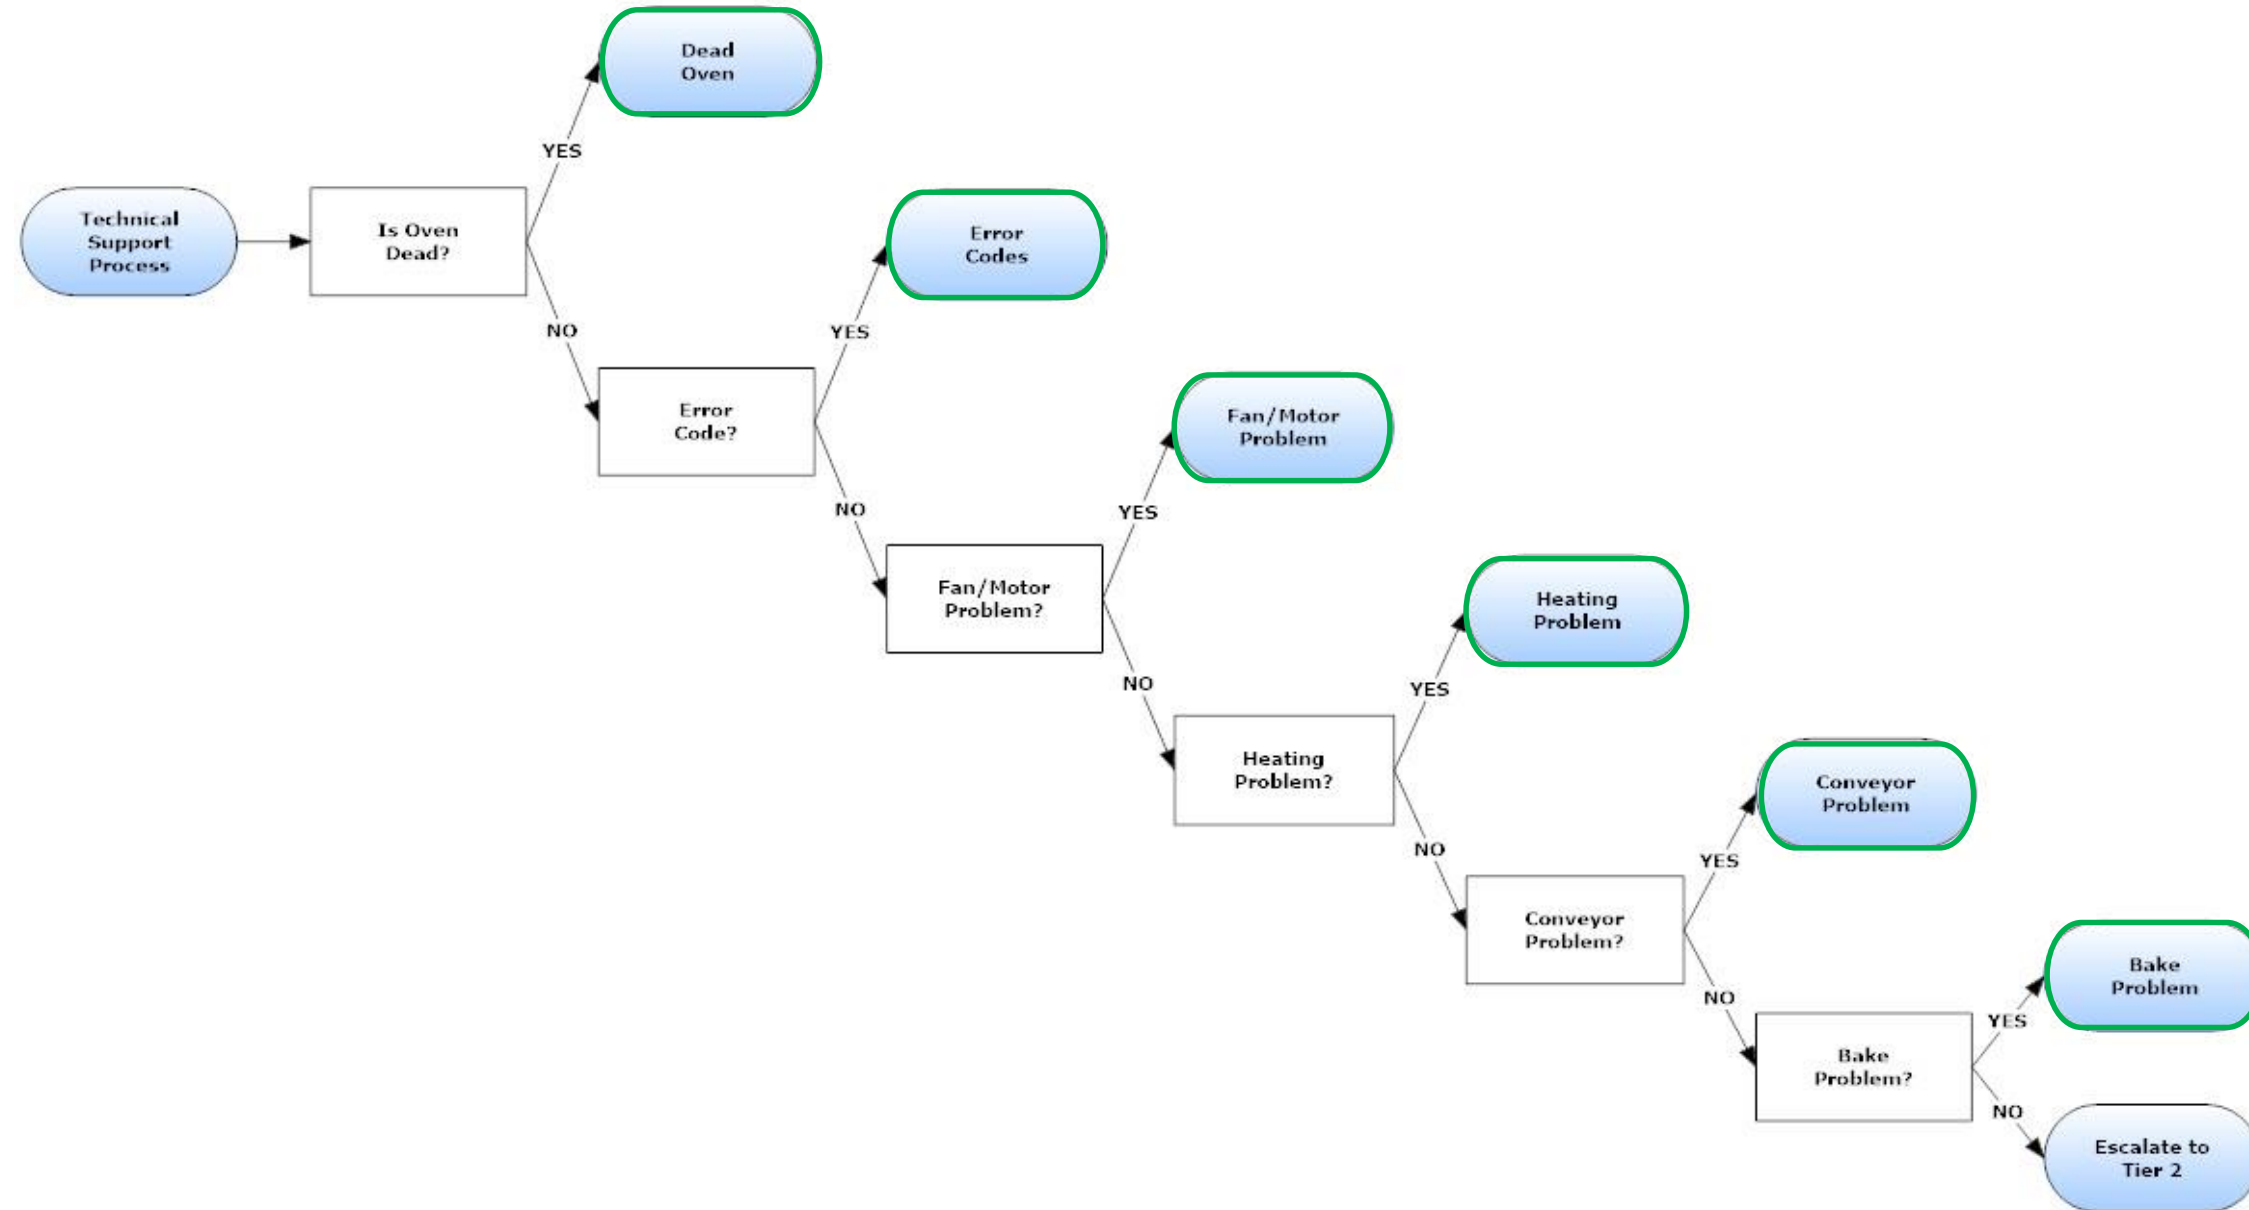 Dead
Oven
YES
Technical
Support
Process
Is Oven
Dead?
NO
Error
Codes
YES
Error
Code?
NO
Fan/Motor
Problem
YES
Fan/Motor
Problem?
NO
Heating
Problem
YES
Heating
Problem?
NO
Conveyor
Problem
YES
Conveyor
Problem?
NO
Bake
Problem
YES
Bake
Problem?
NO
Escalate to
Tier 2